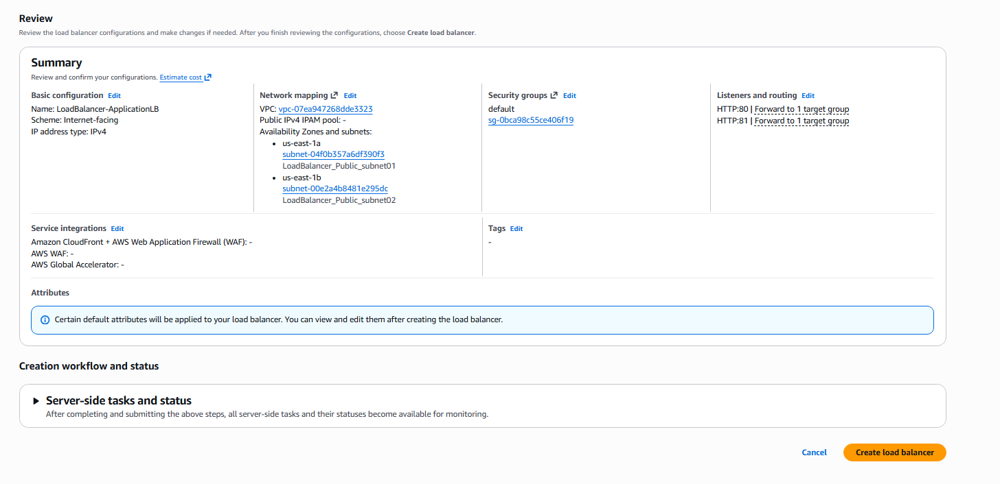 Review
Review the load balancer configurations and make changes if needed. After you finish reviewing the configurations, choose Create load balancer.
Summary
Review and confirm your configurations. Estimate cost
Basic configuration Edit
Name: LoadBalancer-ApplicationLB
Scheme: Internet-facing
IP address type: IPv4
Network mapping Edit
VPC: vpc-07ea947268dde3323
Public IPv4 IPAM pool: -
Availability Zones and subnets:
• us-east-1a
subnet-04f0b357a6df390f3
LoadBalancer_Public_subnet01
• us-east-1b
subnet-00e2a4b8481e295dc
LoadBalancer_Public_subnet02
Security groups Edit
default
sg-0bca98c55ce406f19
Listeners and routing Edit
HTTP:80 | Forward to 1 target group
HTTP:81 | Forward to 1 target group
Service integrations Edit
Amazon CloudFront + AWS Web Application Firewall (WAF): -
AWS WAF: -
AWS Global Accelerator: -
Tags Edit
-
Attributes
Certain default attributes will be applied to your load balancer. You can view and edit them after creating the load balancer.
Creation workflow and status
Server-side tasks and status
After completing and submitting the above steps, all server-side tasks and their statuses become available for monitoring.
Cancel
Create load balancer